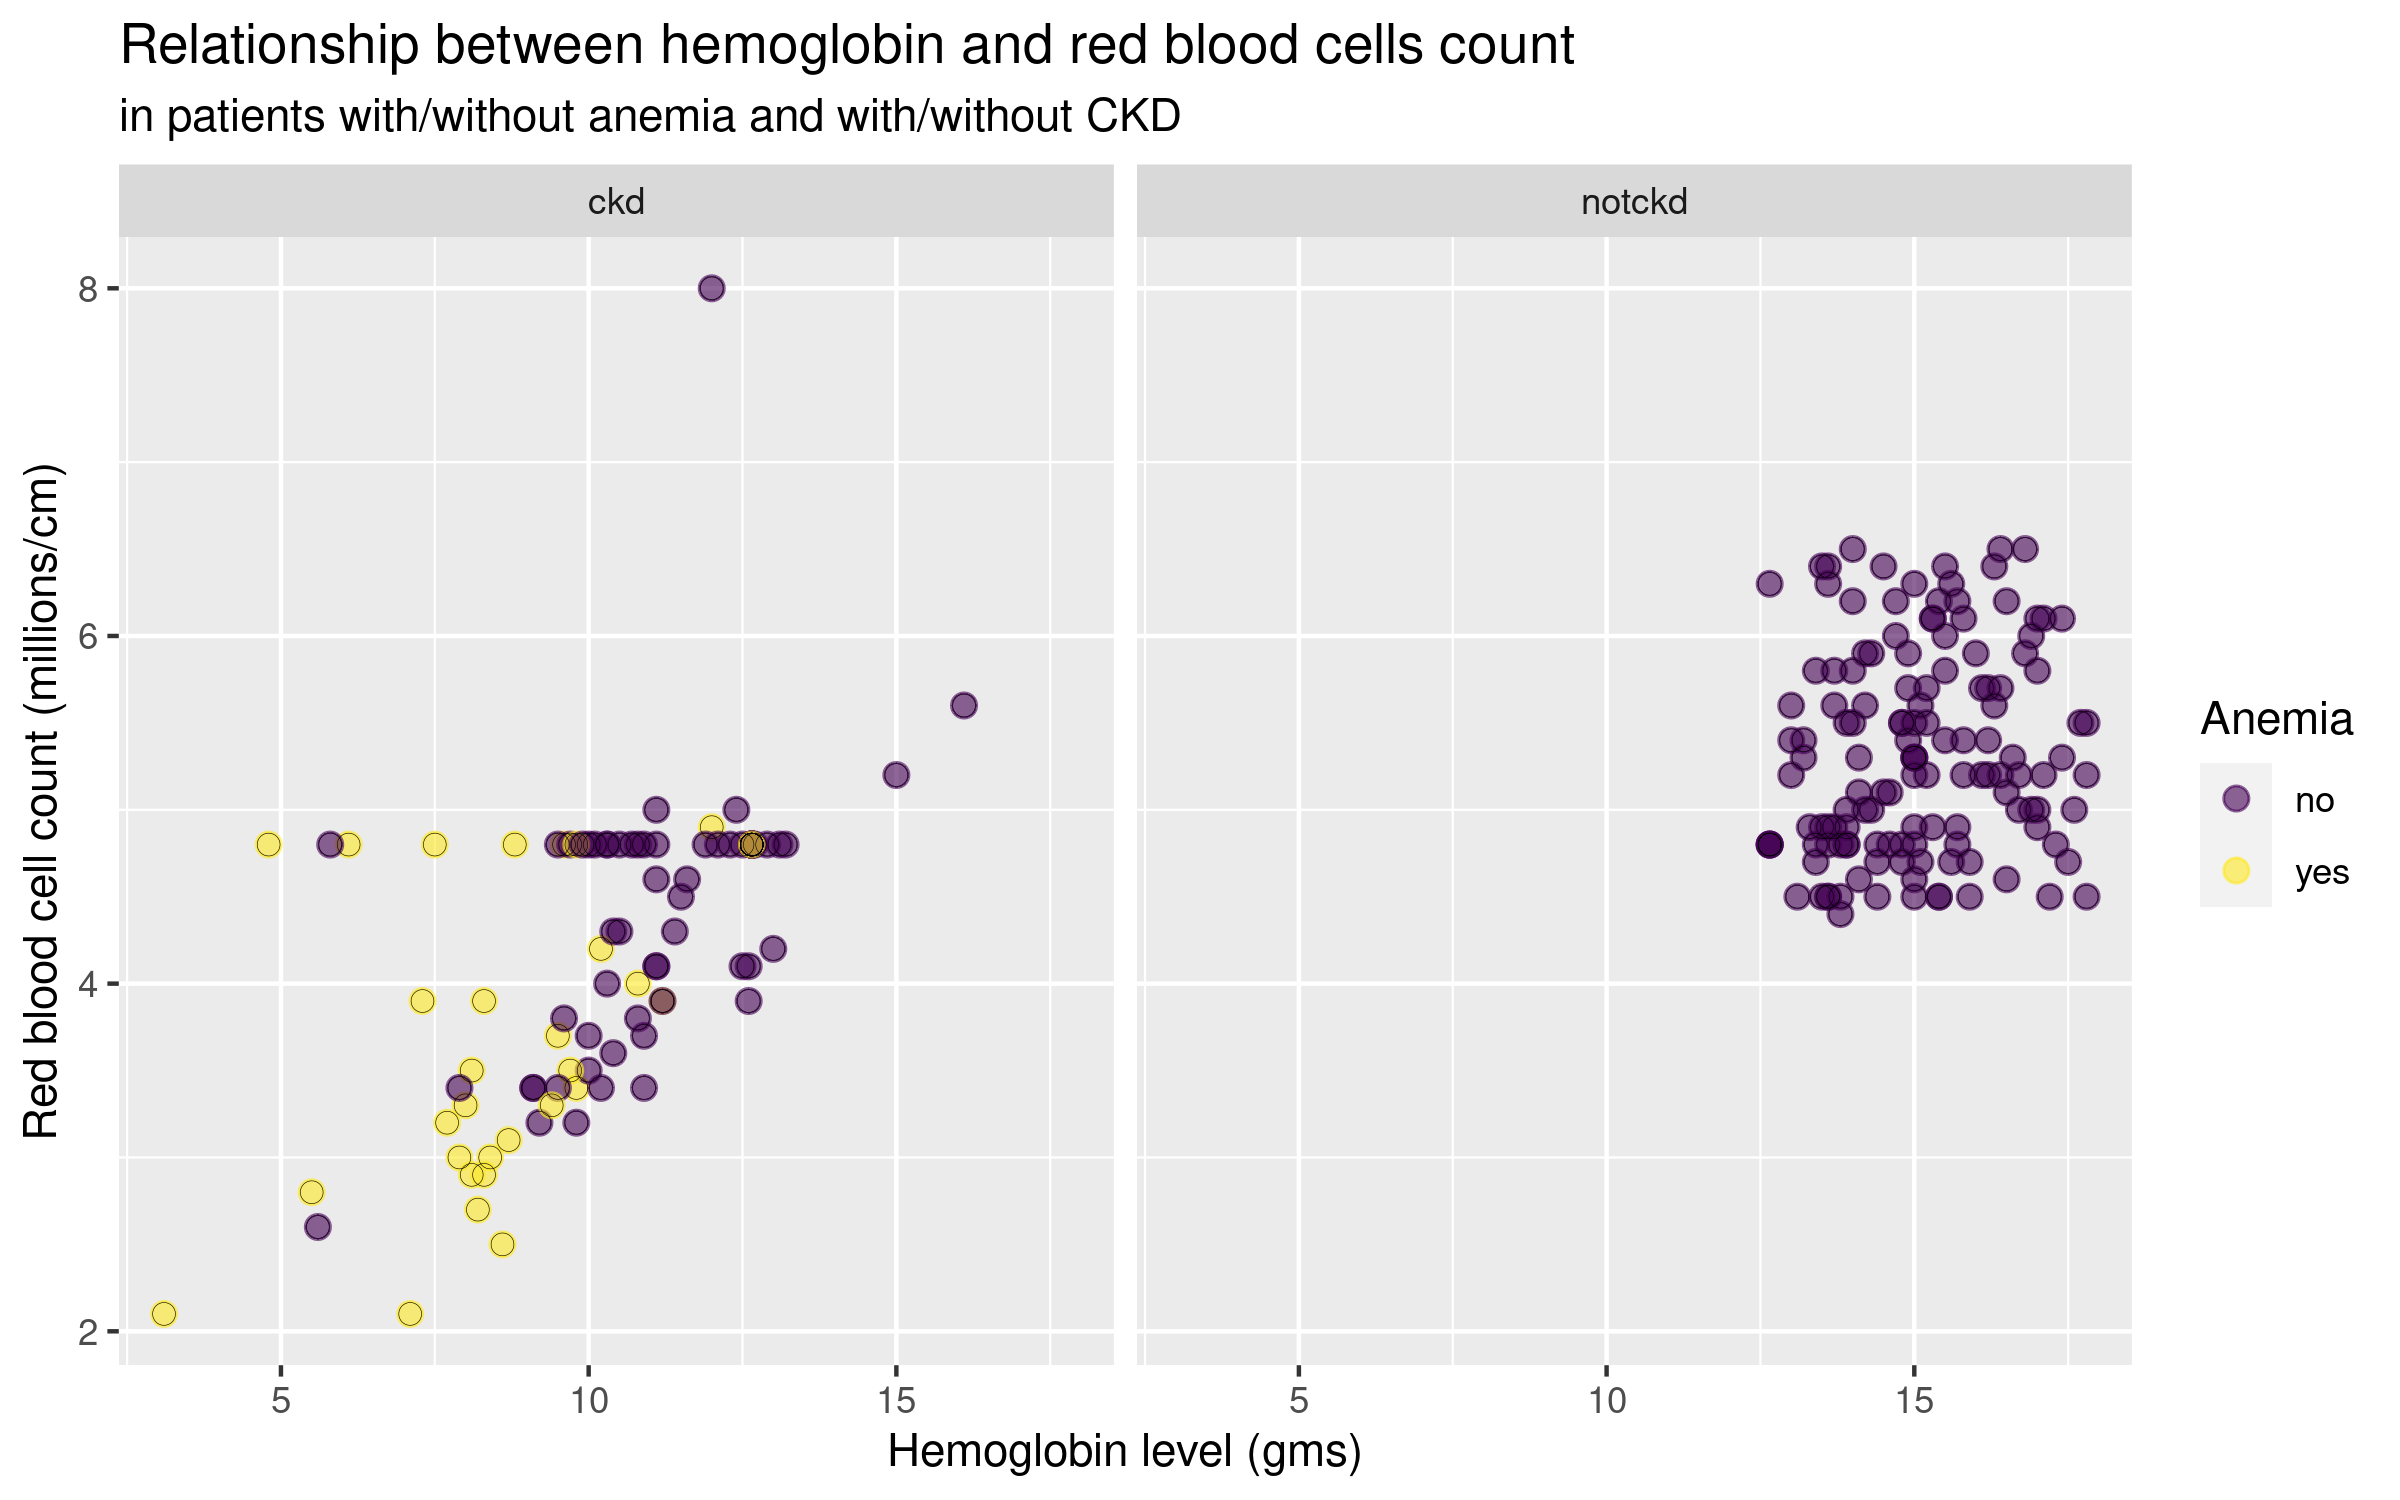 Relationship between hemoglobin and red blood cells count
in patients with/without anemia and with/without CKD
ckd
notckd
Red blood cell count (millions/cm)
8
6
4
2
5
10
15
5
10
15
Hemoglobin level (gms)
Anemia
no
yes